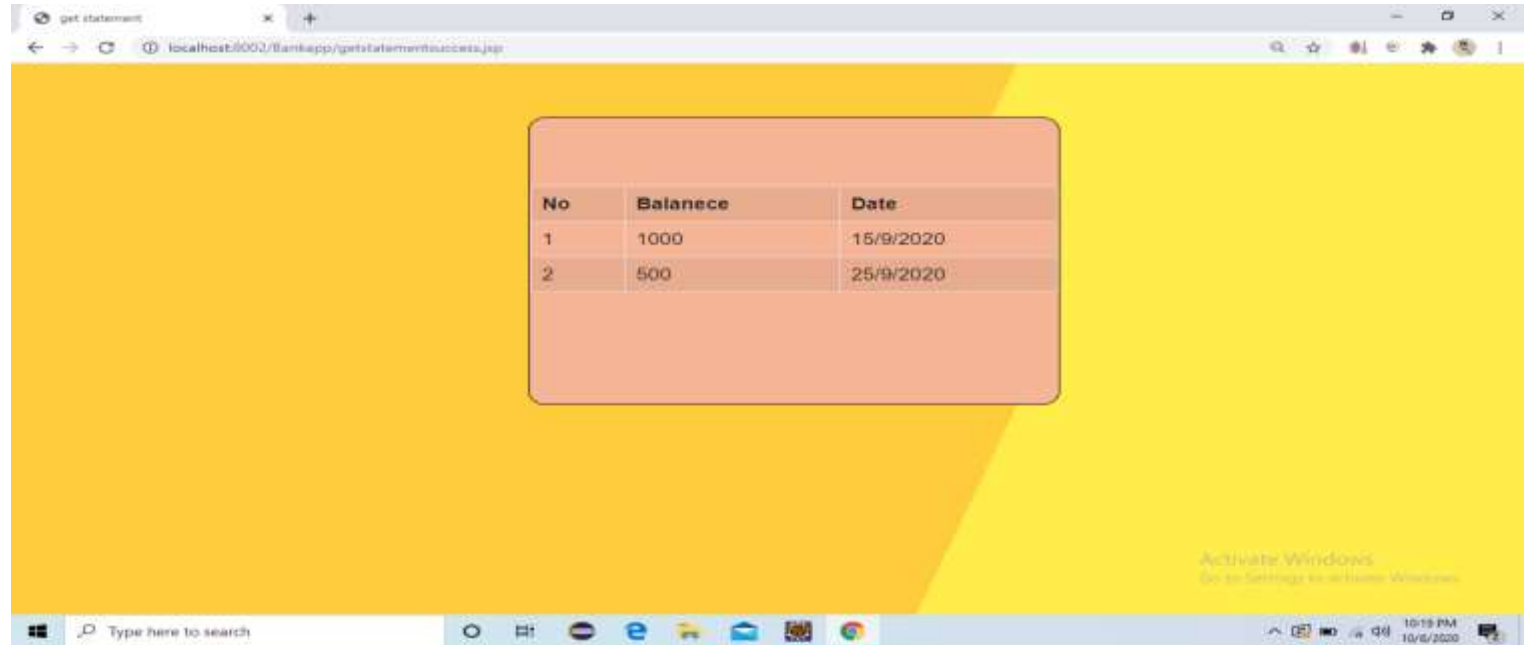 get statement
localhost:8002/Bankapp/getstatementsuccess.jsp
No Balanece Date
1 1000 15/9/2020
2 500 25/9/2020
Activate Windows
Go to Settings to activate Windows.
Type here to search
10:19 PM
10/6/2020